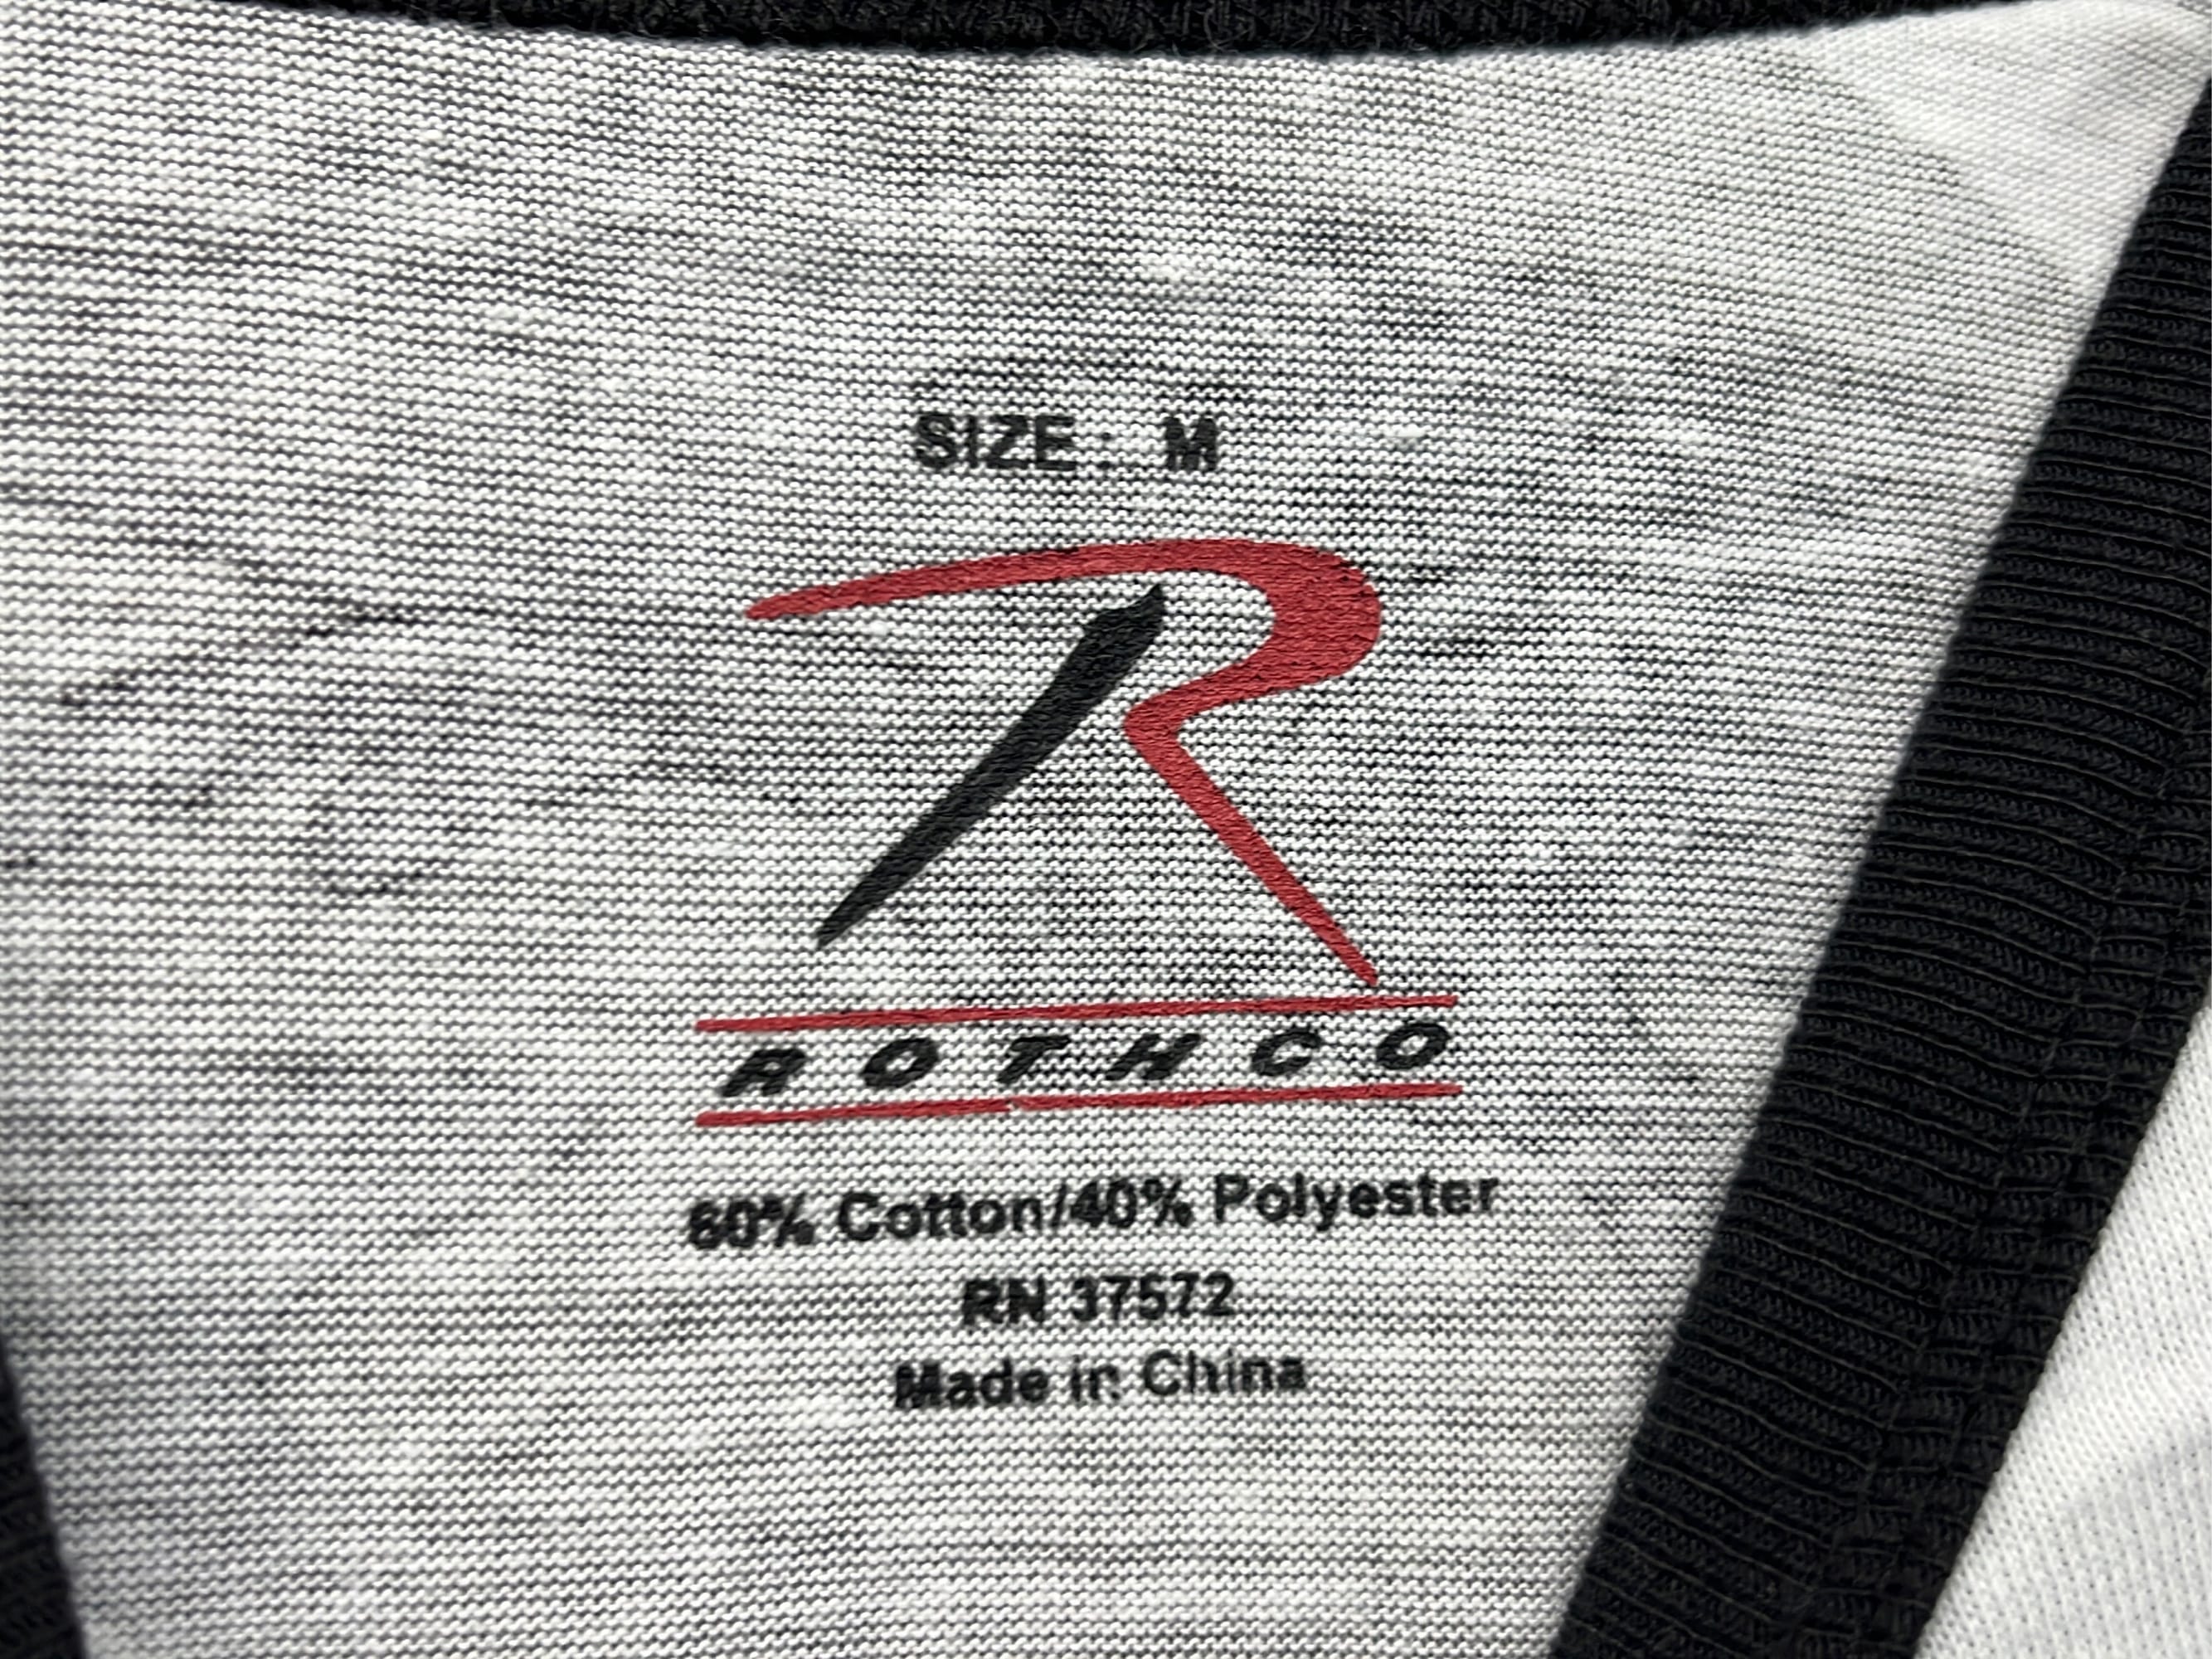 SIZE: M
R
ROTHCO
60% Cotton/40% Polyester
RN 37572
Made in China